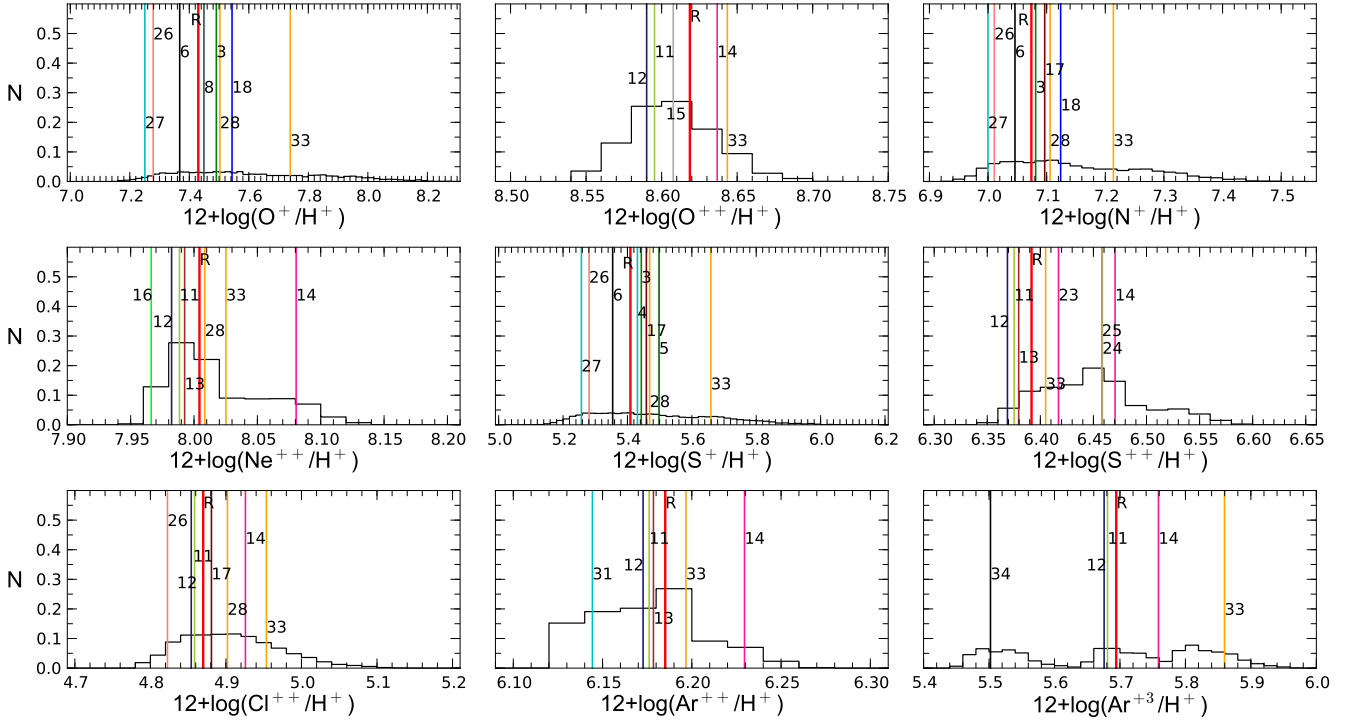 N
0.5
0.4
0.3
0.2
0.1
0.0
R
26
6
3
8
18
27
28
33
7.0 7.2 7.4 7.6 7.8 8.0 8.2
12+log(O⁺/H⁺)
R
11
14
12
15
33
8.50 8.55 8.60 8.65 8.70 8.75
12+log(O⁺⁺/H⁺)
R
26
6
17
3
18
27
28
33
6.9 7.0 7.1 7.2 7.3 7.4 7.5
12+log(N⁺/H⁺)
N
0.5
0.4
0.3
0.2
0.1
0.0
R
16
11
33
14
12
28
13
7.90 7.95 8.00 8.05 8.10 8.15 8.20
12+log(Ne⁺⁺/H⁺)
R
26
3
6
4
17
5
27
33
28
5.0 5.2 5.4 5.6 5.8 6.0 6.2
12+log(S⁺/H⁺)
R
11
23
14
12
25
13
24
33
6.30 6.35 6.40 6.45 6.50 6.55 6.60 6.65
12+log(S⁺⁺/H⁺)
N
0.5
0.4
0.3
0.2
0.1
0.0
R
26
14
11
12
17
28
33
4.7 4.8 4.9 5.0 5.1 5.2
12+log(Cl⁺⁺/H⁺)
R
11
14
12
31
33
13
6.10 6.15 6.20 6.25 6.30
12+log(Ar⁺⁺/H⁺)
R
11
14
12
34
33
5.4 5.5 5.6 5.7 5.8 5.9 6.0
12+log(Ar⁺³/H⁺)